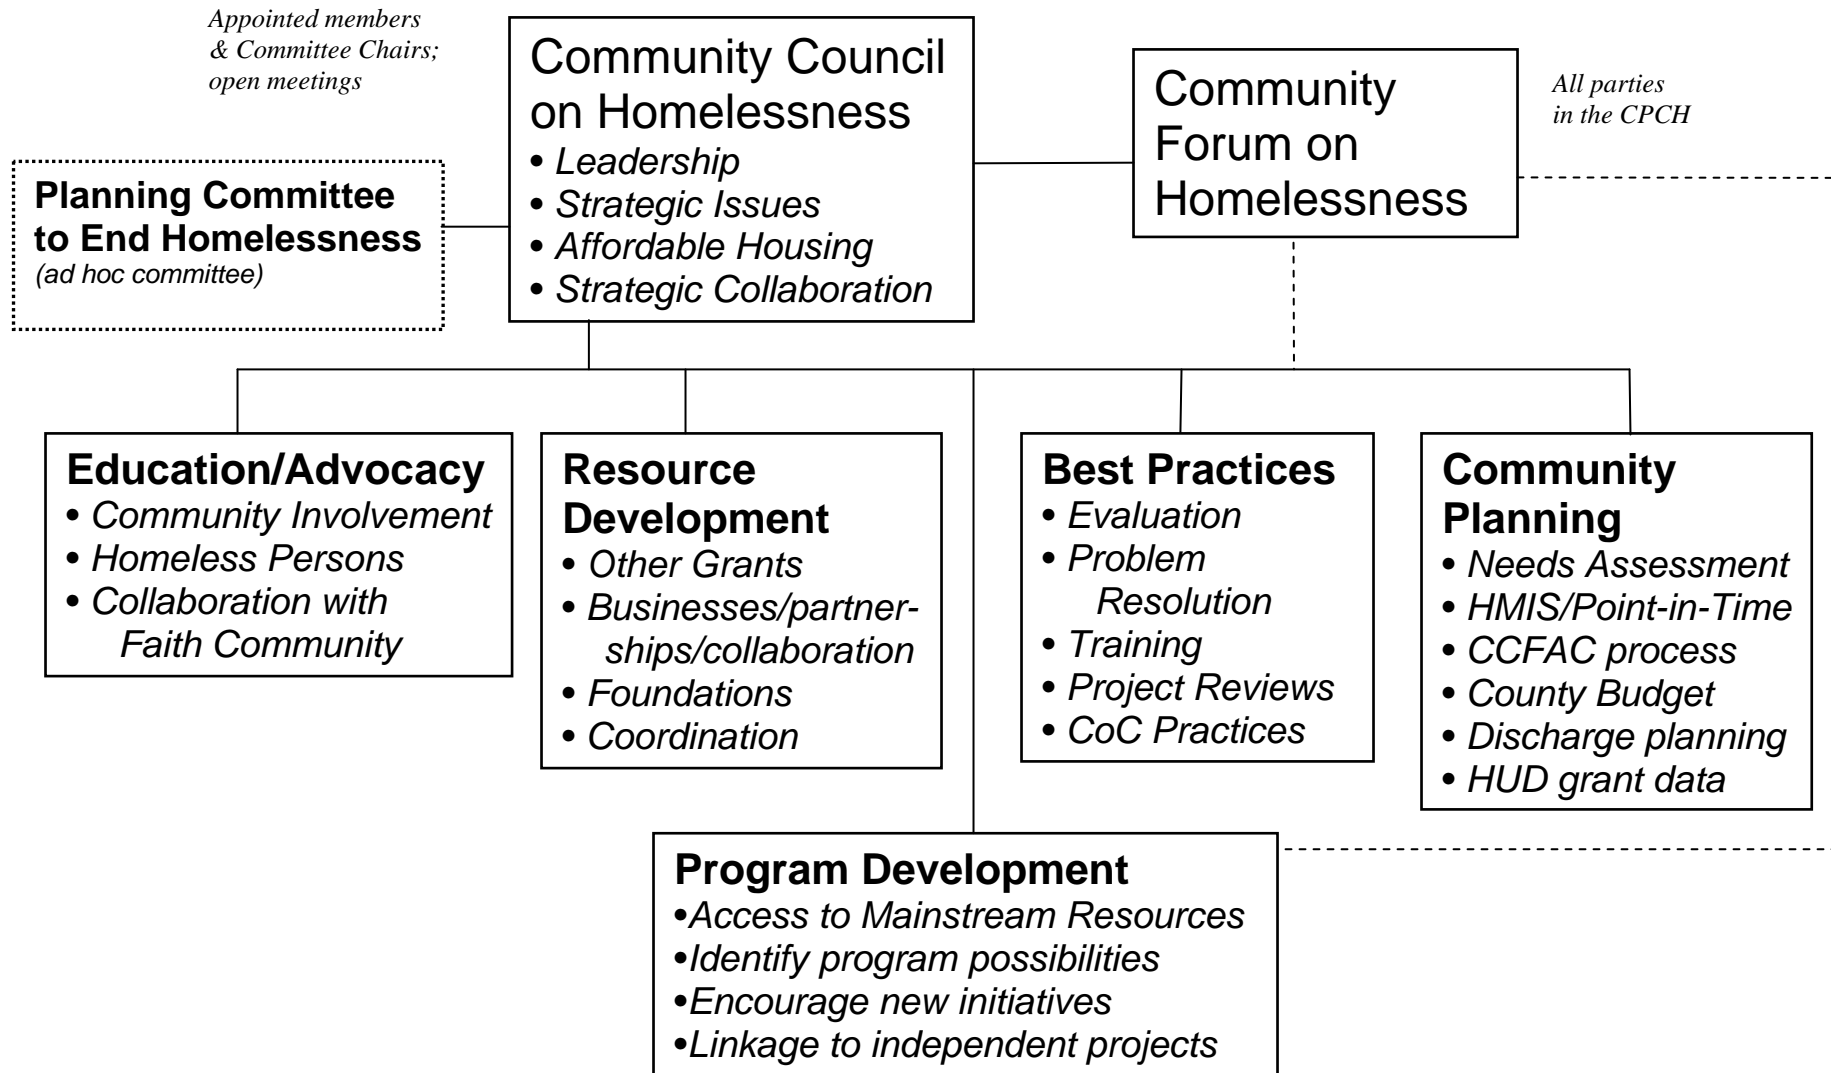 Appointed members
& Committee Chairs;
open meetings
Community Council
on Homelessness
• Leadership
• Strategic Issues
• Affordable Housing
• Strategic Collaboration
Community
Forum on
Homelessness
All parties
in the CPCH
Planning Committee
to End Homelessness
(ad hoc committee)
Education/Advocacy
• Community Involvement
• Homeless Persons
• Collaboration with
Faith Community
Resource
Development
• Other Grants
• Businesses/partner-
ships/collaboration
• Foundations
• Coordination
Best Practices
• Evaluation
• Problem
Resolution
• Training
• Project Reviews
• CoC Practices
Community
Planning
• Needs Assessment
• HMIS/Point-in-Time
• CCFAC process
• County Budget
• Discharge planning
• HUD grant data
Program Development
•Access to Mainstream Resources
•Identify program possibilities
•Encourage new initiatives
•Linkage to independent projects